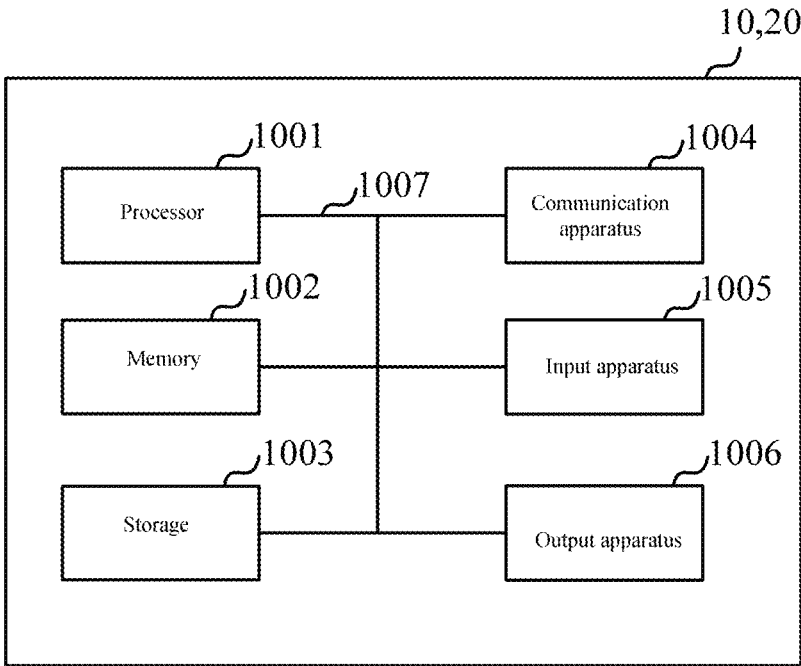 10,20
1001
Processor
1007
1004
Communication
apparatus
1002
Memory
1005
Input apparatus
1003
Storage
1006
Output apparatus